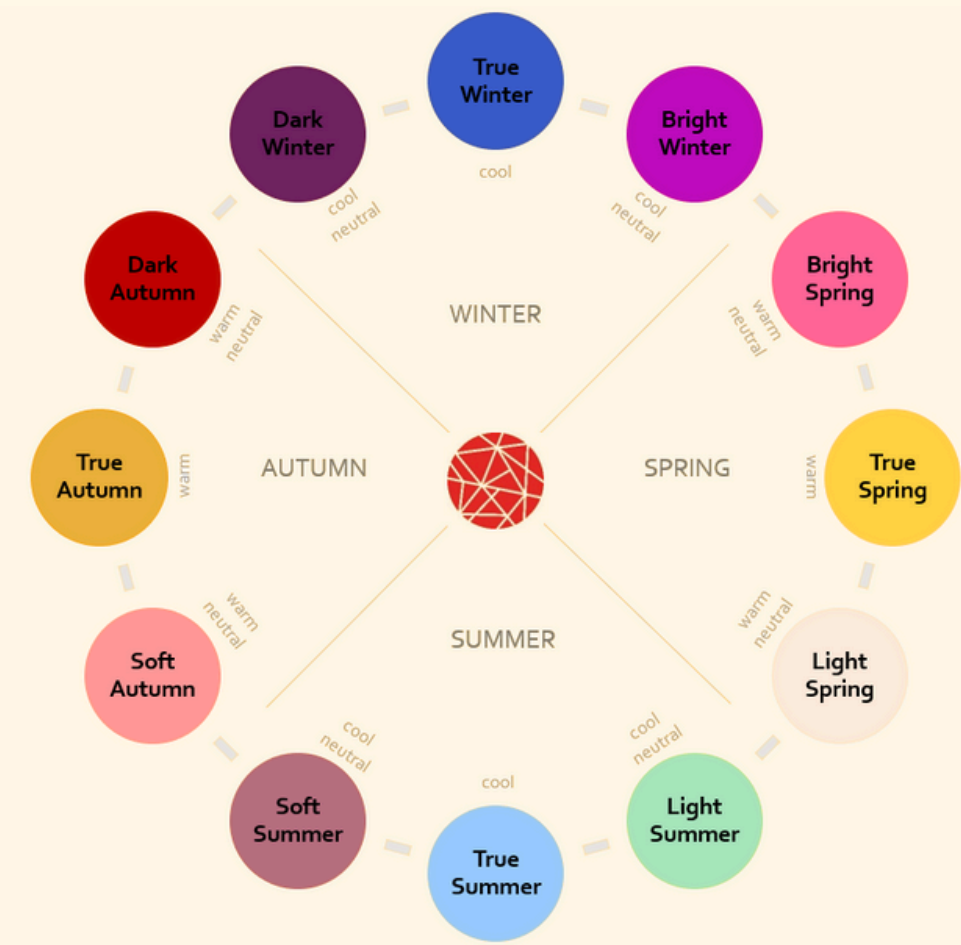 True
Winter
cool
Bright
Winter
cool
neutral
Bright
Spring
warm
neutral
True
Spring
warm
Light
Spring
warm
neutral
Light
Summer
cool
neutral
True
Summer
cool
Soft
Summer
cool
neutral
Soft
Autumn
warm
neutral
True
Autumn
warm
Dark
Autumn
warm
neutral
Dark
Winter
cool
neutral
WINTER
AUTUMN
SPRING
SUMMER